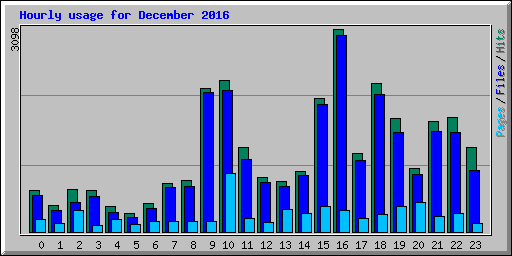 Hourly usage for December 2016
3098
Pages/Files/Hits
0 1 2 3 4 5 6 7 8 9 10 11 12 13 14 15 16 17 18 19 20 21 22 23